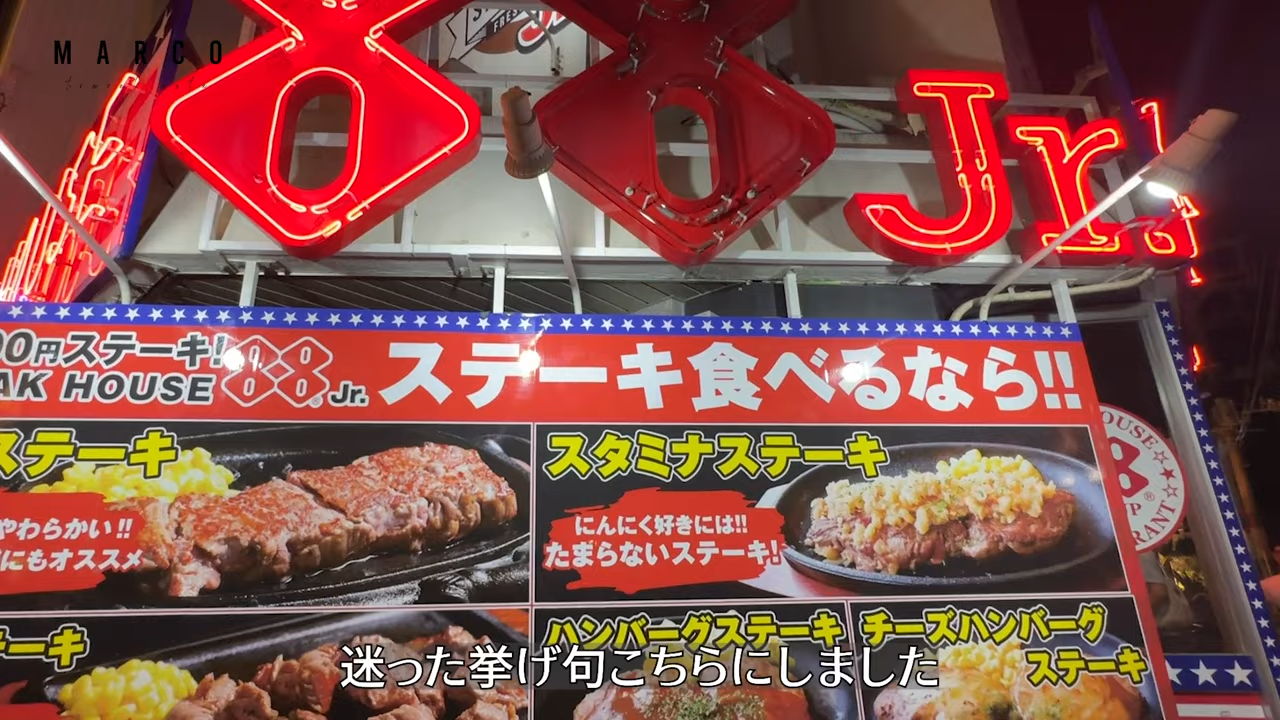 MARCO
FRESH
88 Jr.
00円ステーキ!
AK HOUSE
88® Jr.
ステーキ食べるなら!!
ステーキ
やわらかい!!
にもオススメ
スタミナステーキ
にんにく好きには!!
たまらないステーキ!
OUSE
8®
RANT
ーキ
ハンバーグステーキ
チーズハンバーグ
ステーキ
迷った挙げ句こちらにしました